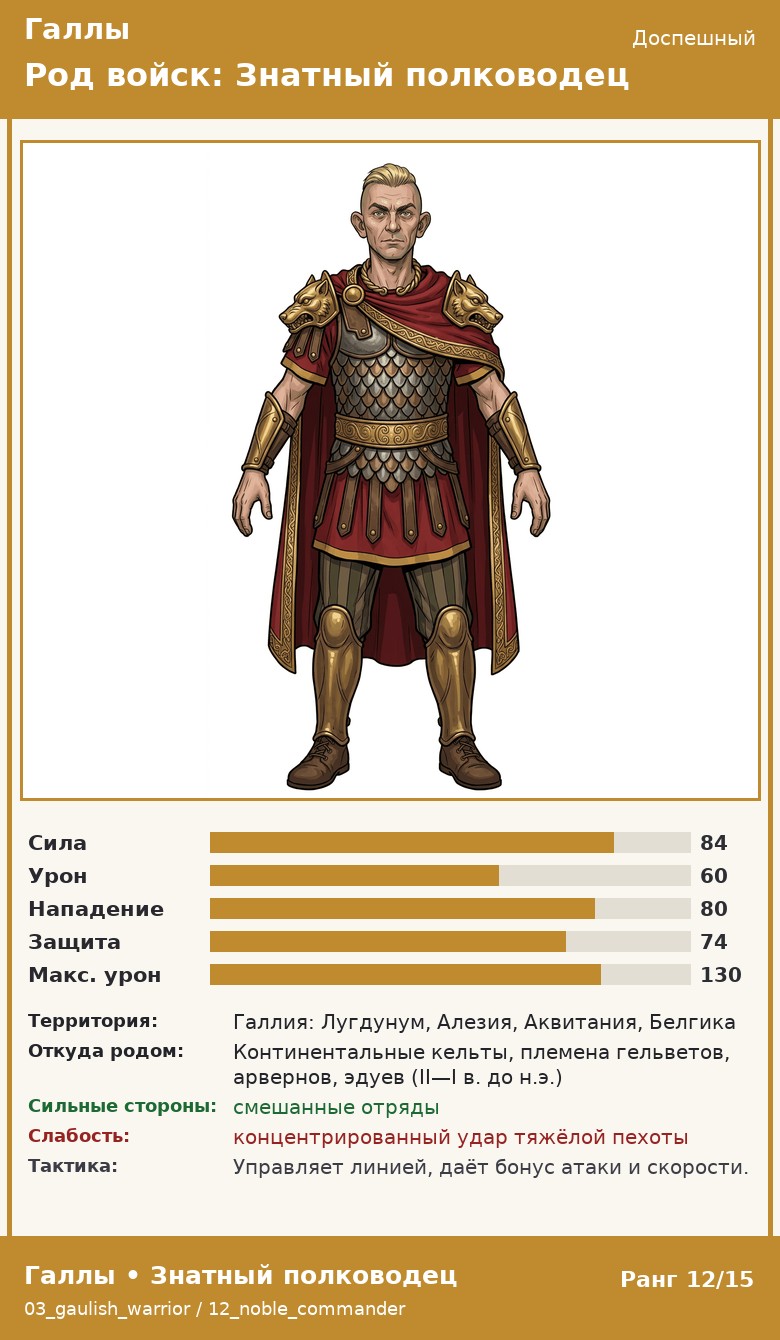 Галлы
Доспешный
Род войск: Знатный полководец
Сила 84
Урон 60
Нападение 80
Защита 74
Макс. урон 130
Территория: Галлия: Лугдунум, Алезия, Аквитания, Белгика
Откуда родом: Континентальные кельты, племена гельветов,
арвернов, эдуев (II—I в. до н.э.)
Сильные стороны: смешанные отряды
Слабость: концентрированный удар тяжёлой пехоты
Тактика: Управляет линией, даёт бонус атаки и скорости.
Галлы • Знатный полководец
Ранг 12/15
03_gaulish_warrior / 12_noble_commander